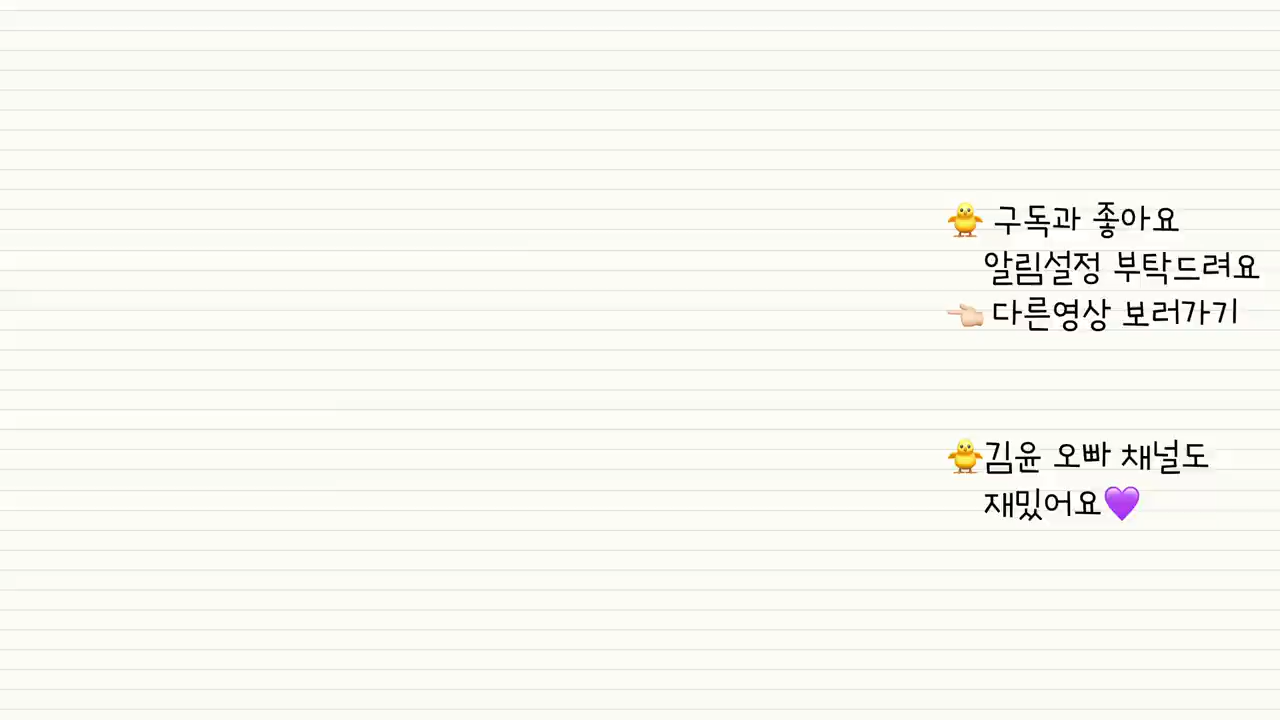 🐥 구독과 좋아요
알림설정 부탁드려요
👈🏻 다른영상 보러가기
🐥김윤 오빠 채널도
재밌어요💜